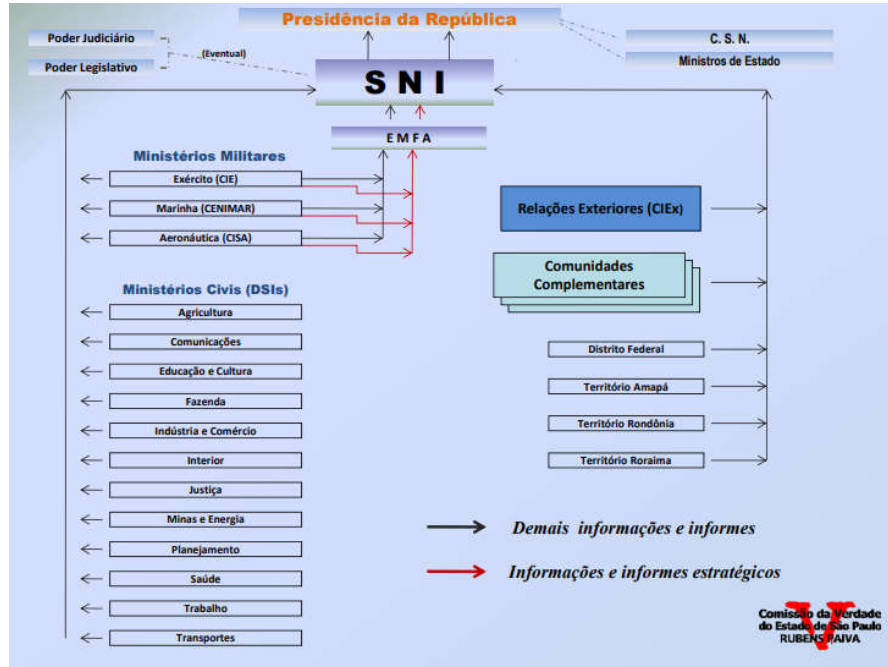 Presidência da República
Poder Judiciário
(Eventual)
Poder Legislativo
C. S. N.
Ministros de Estado
S N I
E M F A
Ministérios Militares
Exército (CIE)
Marinha (CENIMAR)
Aeronáutica (CISA)
Ministérios Civis (DSIs)
Agricultura
Comunicações
Educação e Cultura
Fazenda
Indústria e Comércio
Interior
Justiça
Minas e Energia
Planejamento
Saúde
Trabalho
Transportes
Relações Exteriores (CIEx)
Comunidades
Complementares
Distrito Federal
Território Amapá
Território Rondônia
Território Roraima
Demais informações e informes
Informações e informes estratégicos
Comissão da Verdade
do Estado de São Paulo
RUBENS PAIVA